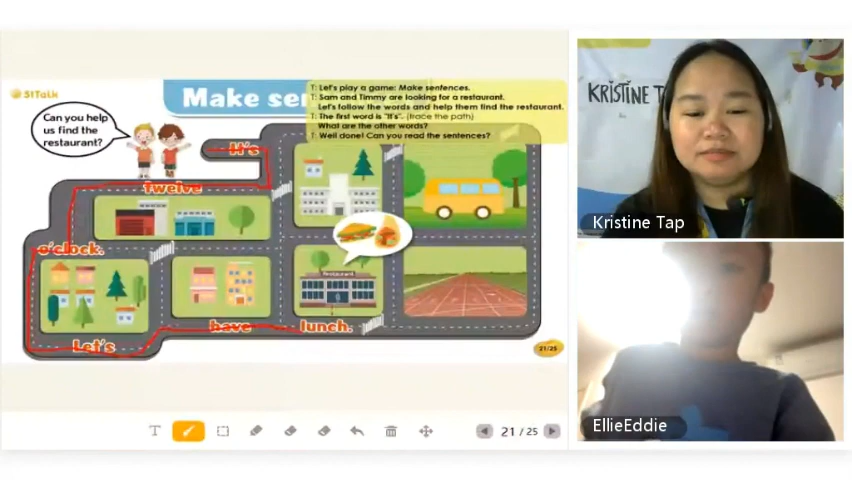 51Talk
Make sen
T: Let's play a game: Make sentences.
T: Sam and Timmy are looking for a restaurant.
Let's follow the words and help them find the restaurant.
T: The first word is "It's". (trace the path)
What are the other words?
T: Well done! Can you read the sentences?
Can you help
us find the
restaurant?
It's
twelve
o'clock.
Restaurant
Let's
have
lunch.
21/25
T
21 / 25
KRISTINE T
Kristine Tap
EllieEddie